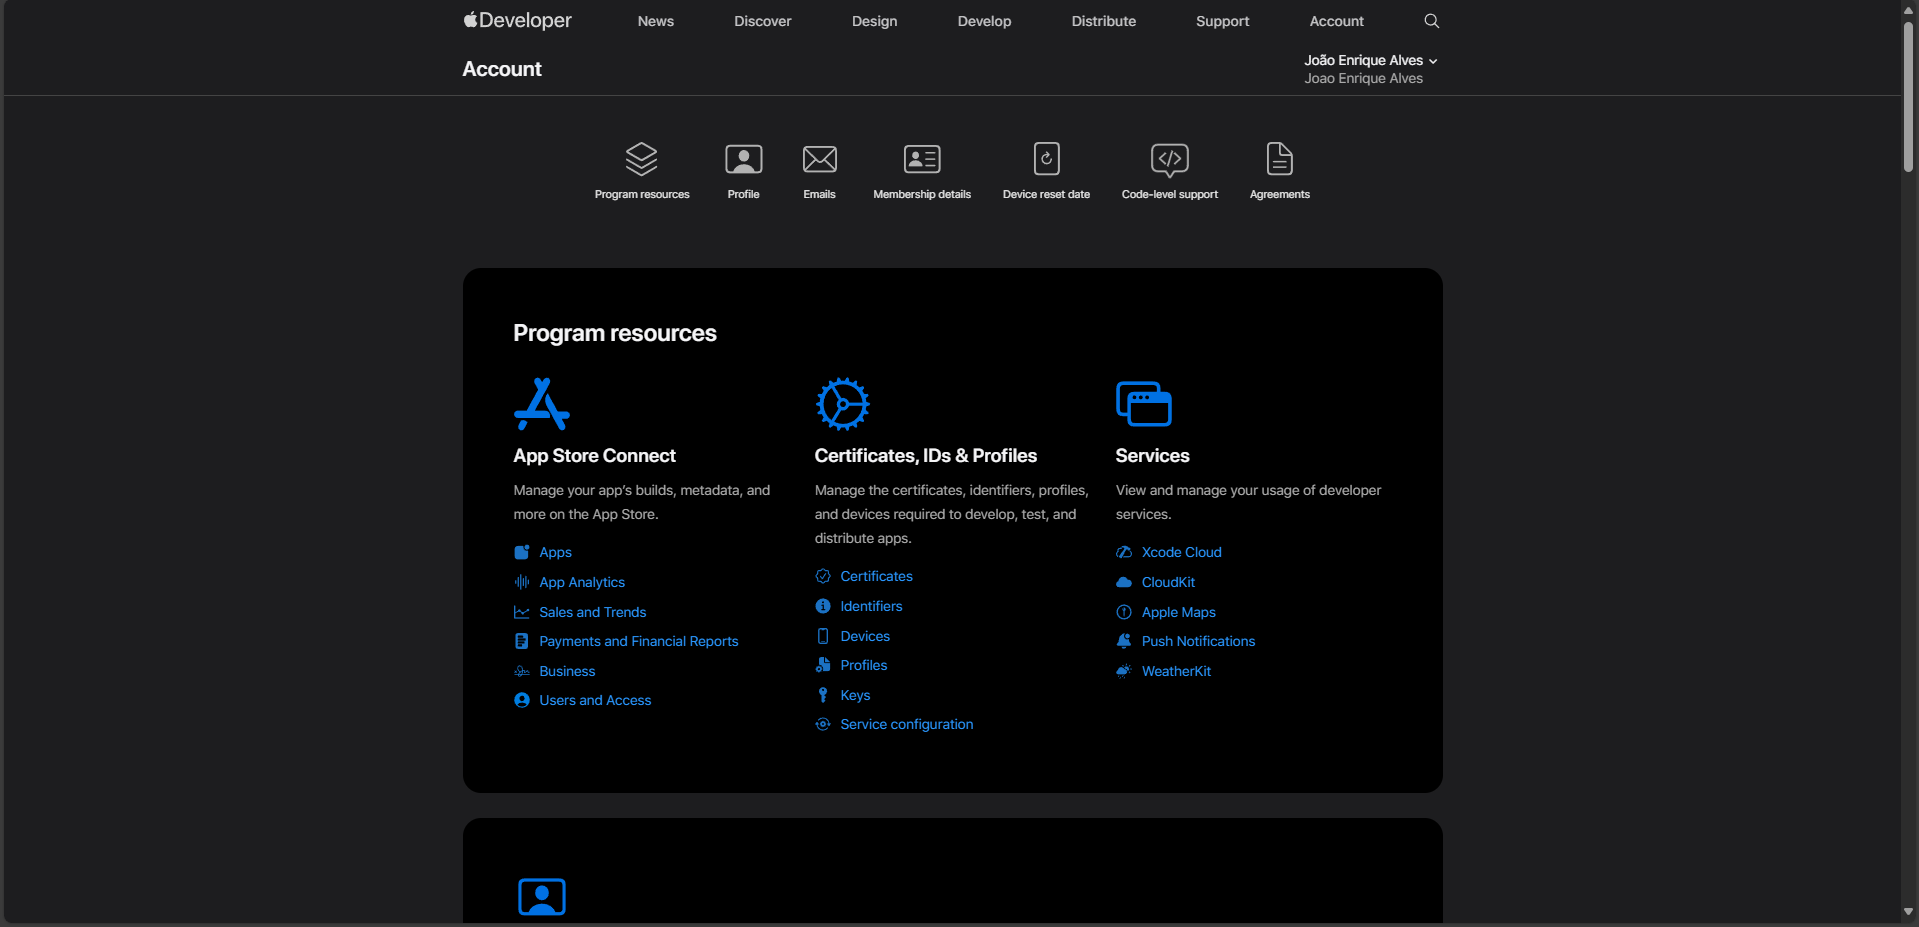 Developer
News
Discover
Design
Develop
Distribute
Support
Account
Account
João Enrique Alves
Joao Enrique Alves
Program resources
Profile
Emails
Membership details
Device reset date
Code-level support
Agreements
Program resources
App Store Connect
Manage your app’s builds, metadata, and
more on the App Store.
Apps
App Analytics
Sales and Trends
Payments and Financial Reports
Business
Users and Access
Certificates, IDs & Profiles
Manage the certificates, identifiers, profiles,
and devices required to develop, test, and
distribute apps.
Certificates
Identifiers
Devices
Profiles
Keys
Service configuration
Services
View and manage your usage of developer
services.
Xcode Cloud
CloudKit
Apple Maps
Push Notifications
WeatherKit